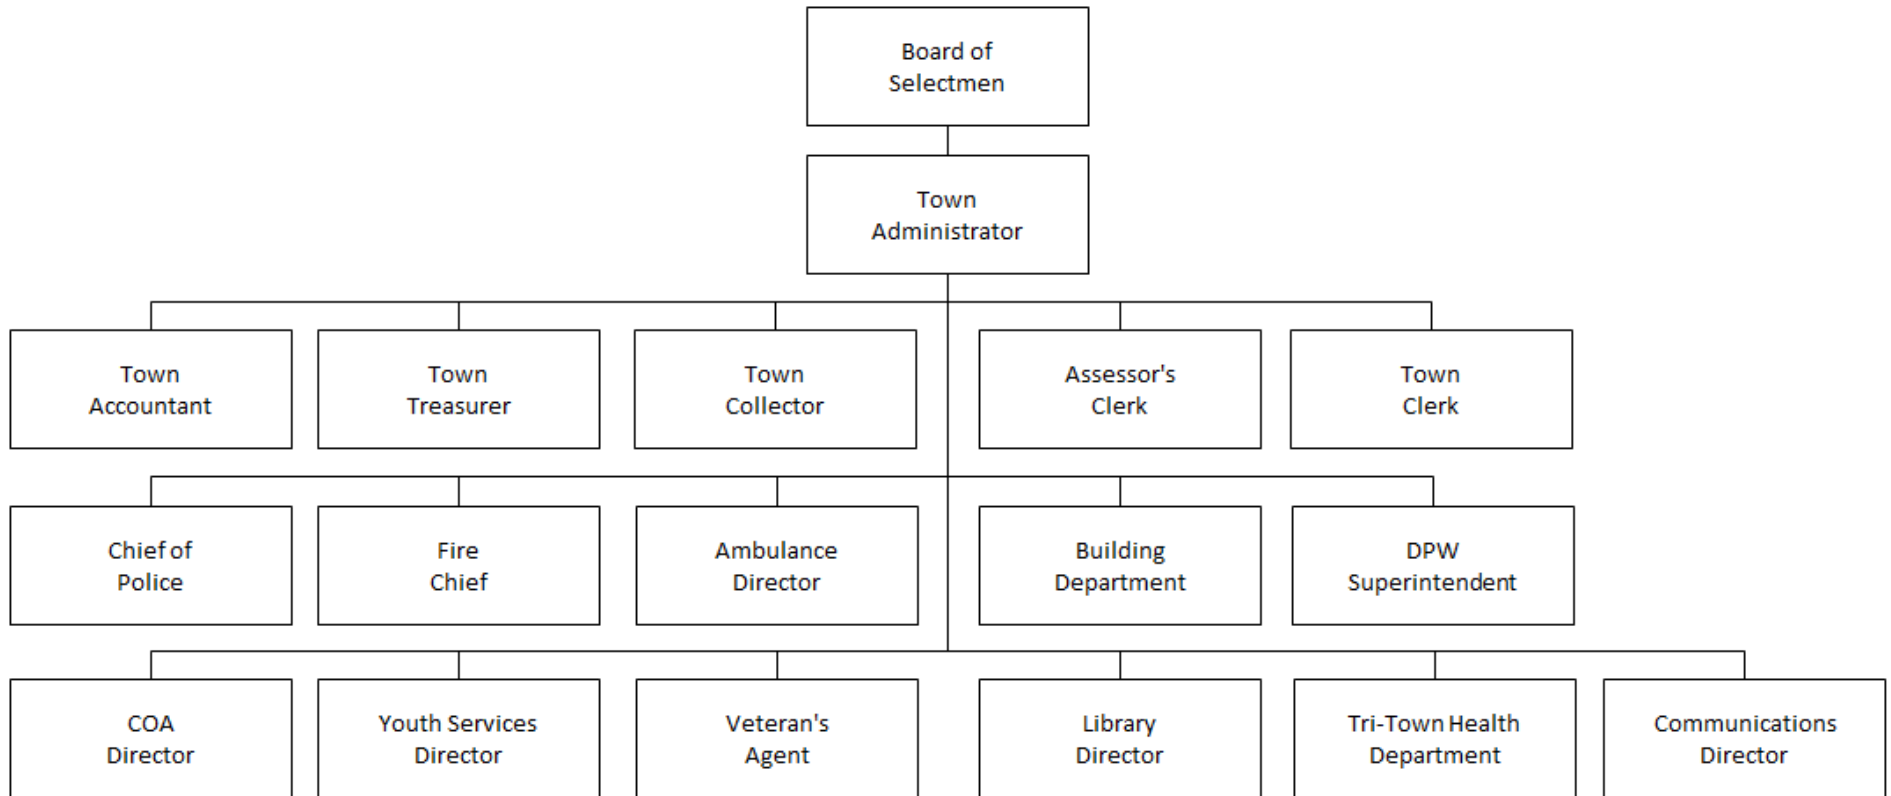 Board of
Selectmen
Town
Administrator
Town
Accountant
Town
Treasurer
Town
Collector
Assessor's
Clerk
Town
Clerk
Chief of
Police
Fire
Chief
Ambulance
Director
Building
Department
DPW
Superintendent
COA
Director
Youth Services
Director
Veteran's
Agent
Library
Director
Tri-Town Health
Department
Communications
Director